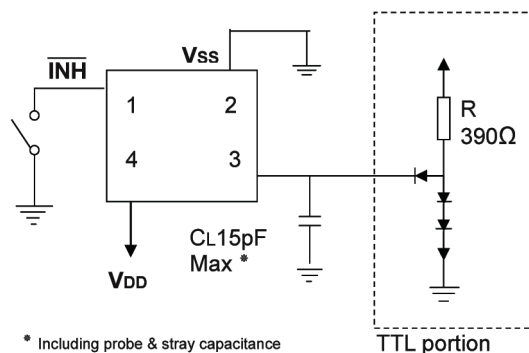 INH
VSS
1
2
4
3
R
390Ω
CL15pF
Max *
VDD
* Including probe & stray capacitance
TTL portion